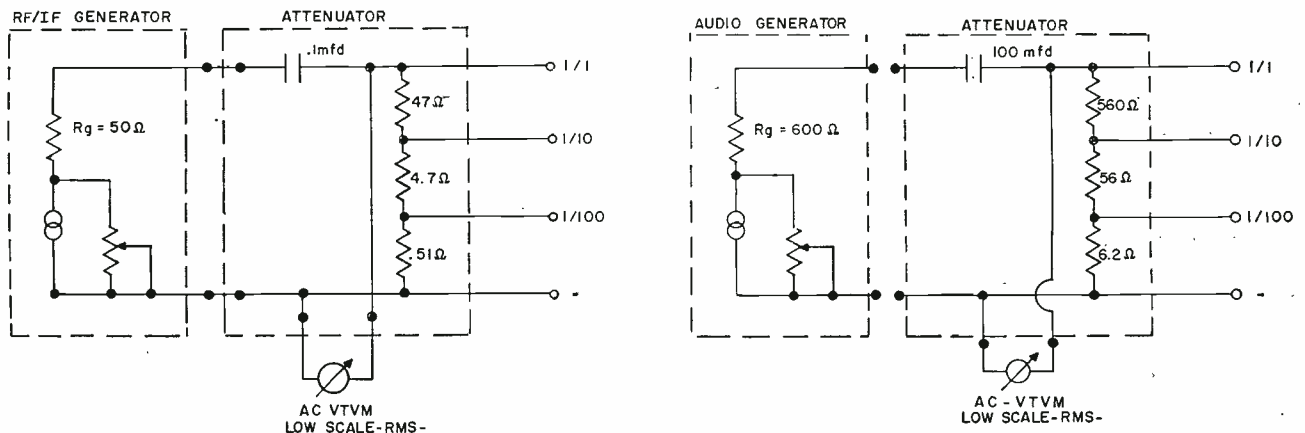 RF/IF GENERATOR
ATTENUATOR
.1mfd
1/1
47Ω
Rg = 50Ω
1/10
4.7Ω
1/100
.51Ω
-
AC VTVM
LOW SCALE-RMS-
AUDIO GENERATOR
ATTENUATOR
100 mfd
1/1
560Ω
Rg = 600Ω
1/10
56Ω
1/100
6.2Ω
-
AC-VTVM
LOW SCALE-RMS-